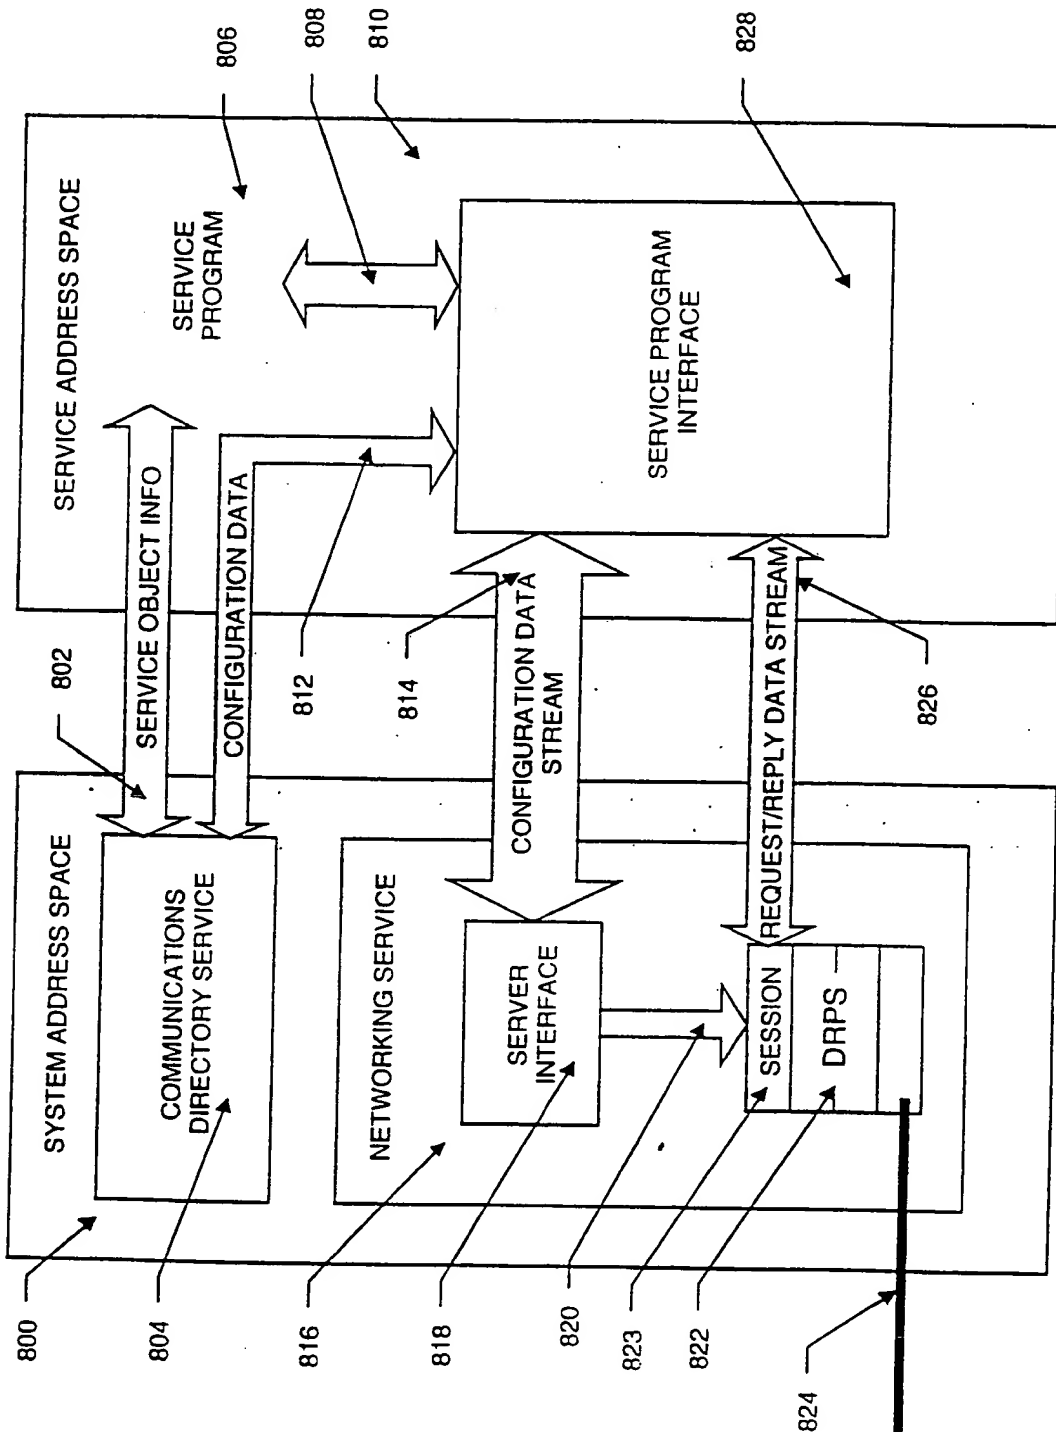 800
SYSTEM ADDRESS SPACE
802
SERVICE ADDRESS SPACE
804
COMMUNICATIONS
DIRECTORY SERVICE
SERVICE OBJECT INFO
SERVICE
PROGRAM
806
CONFIGURATION DATA
808
816
812
810
NETWORKING SERVICE
814
818
SERVER
INTERFACE
CONFIGURATION DATA
STREAM
SERVICE PROGRAM
INTERFACE
820
823
SESSION
REQUEST/REPLY DATA STREAM
828
822
DRPS
824
826